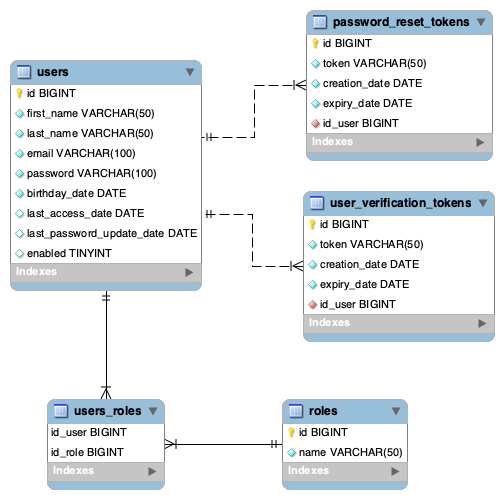 users
id BIGINT
first_name VARCHAR(50)
last_name VARCHAR(50)
email VARCHAR(100)
password VARCHAR(100)
birthday_date DATE
last_access_date DATE
last_password_update_date DATE
enabled TINYINT
Indexes
password_reset_tokens
id BIGINT
token VARCHAR(50)
creation_date DATE
expiry_date DATE
id_user BIGINT
Indexes
user_verification_tokens
id BIGINT
token VARCHAR(50)
creation_date DATE
expiry_date DATE
id_user BIGINT
Indexes
users_roles
id_user BIGINT
id_role BIGINT
Indexes
roles
id BIGINT
name VARCHAR(50)
Indexes